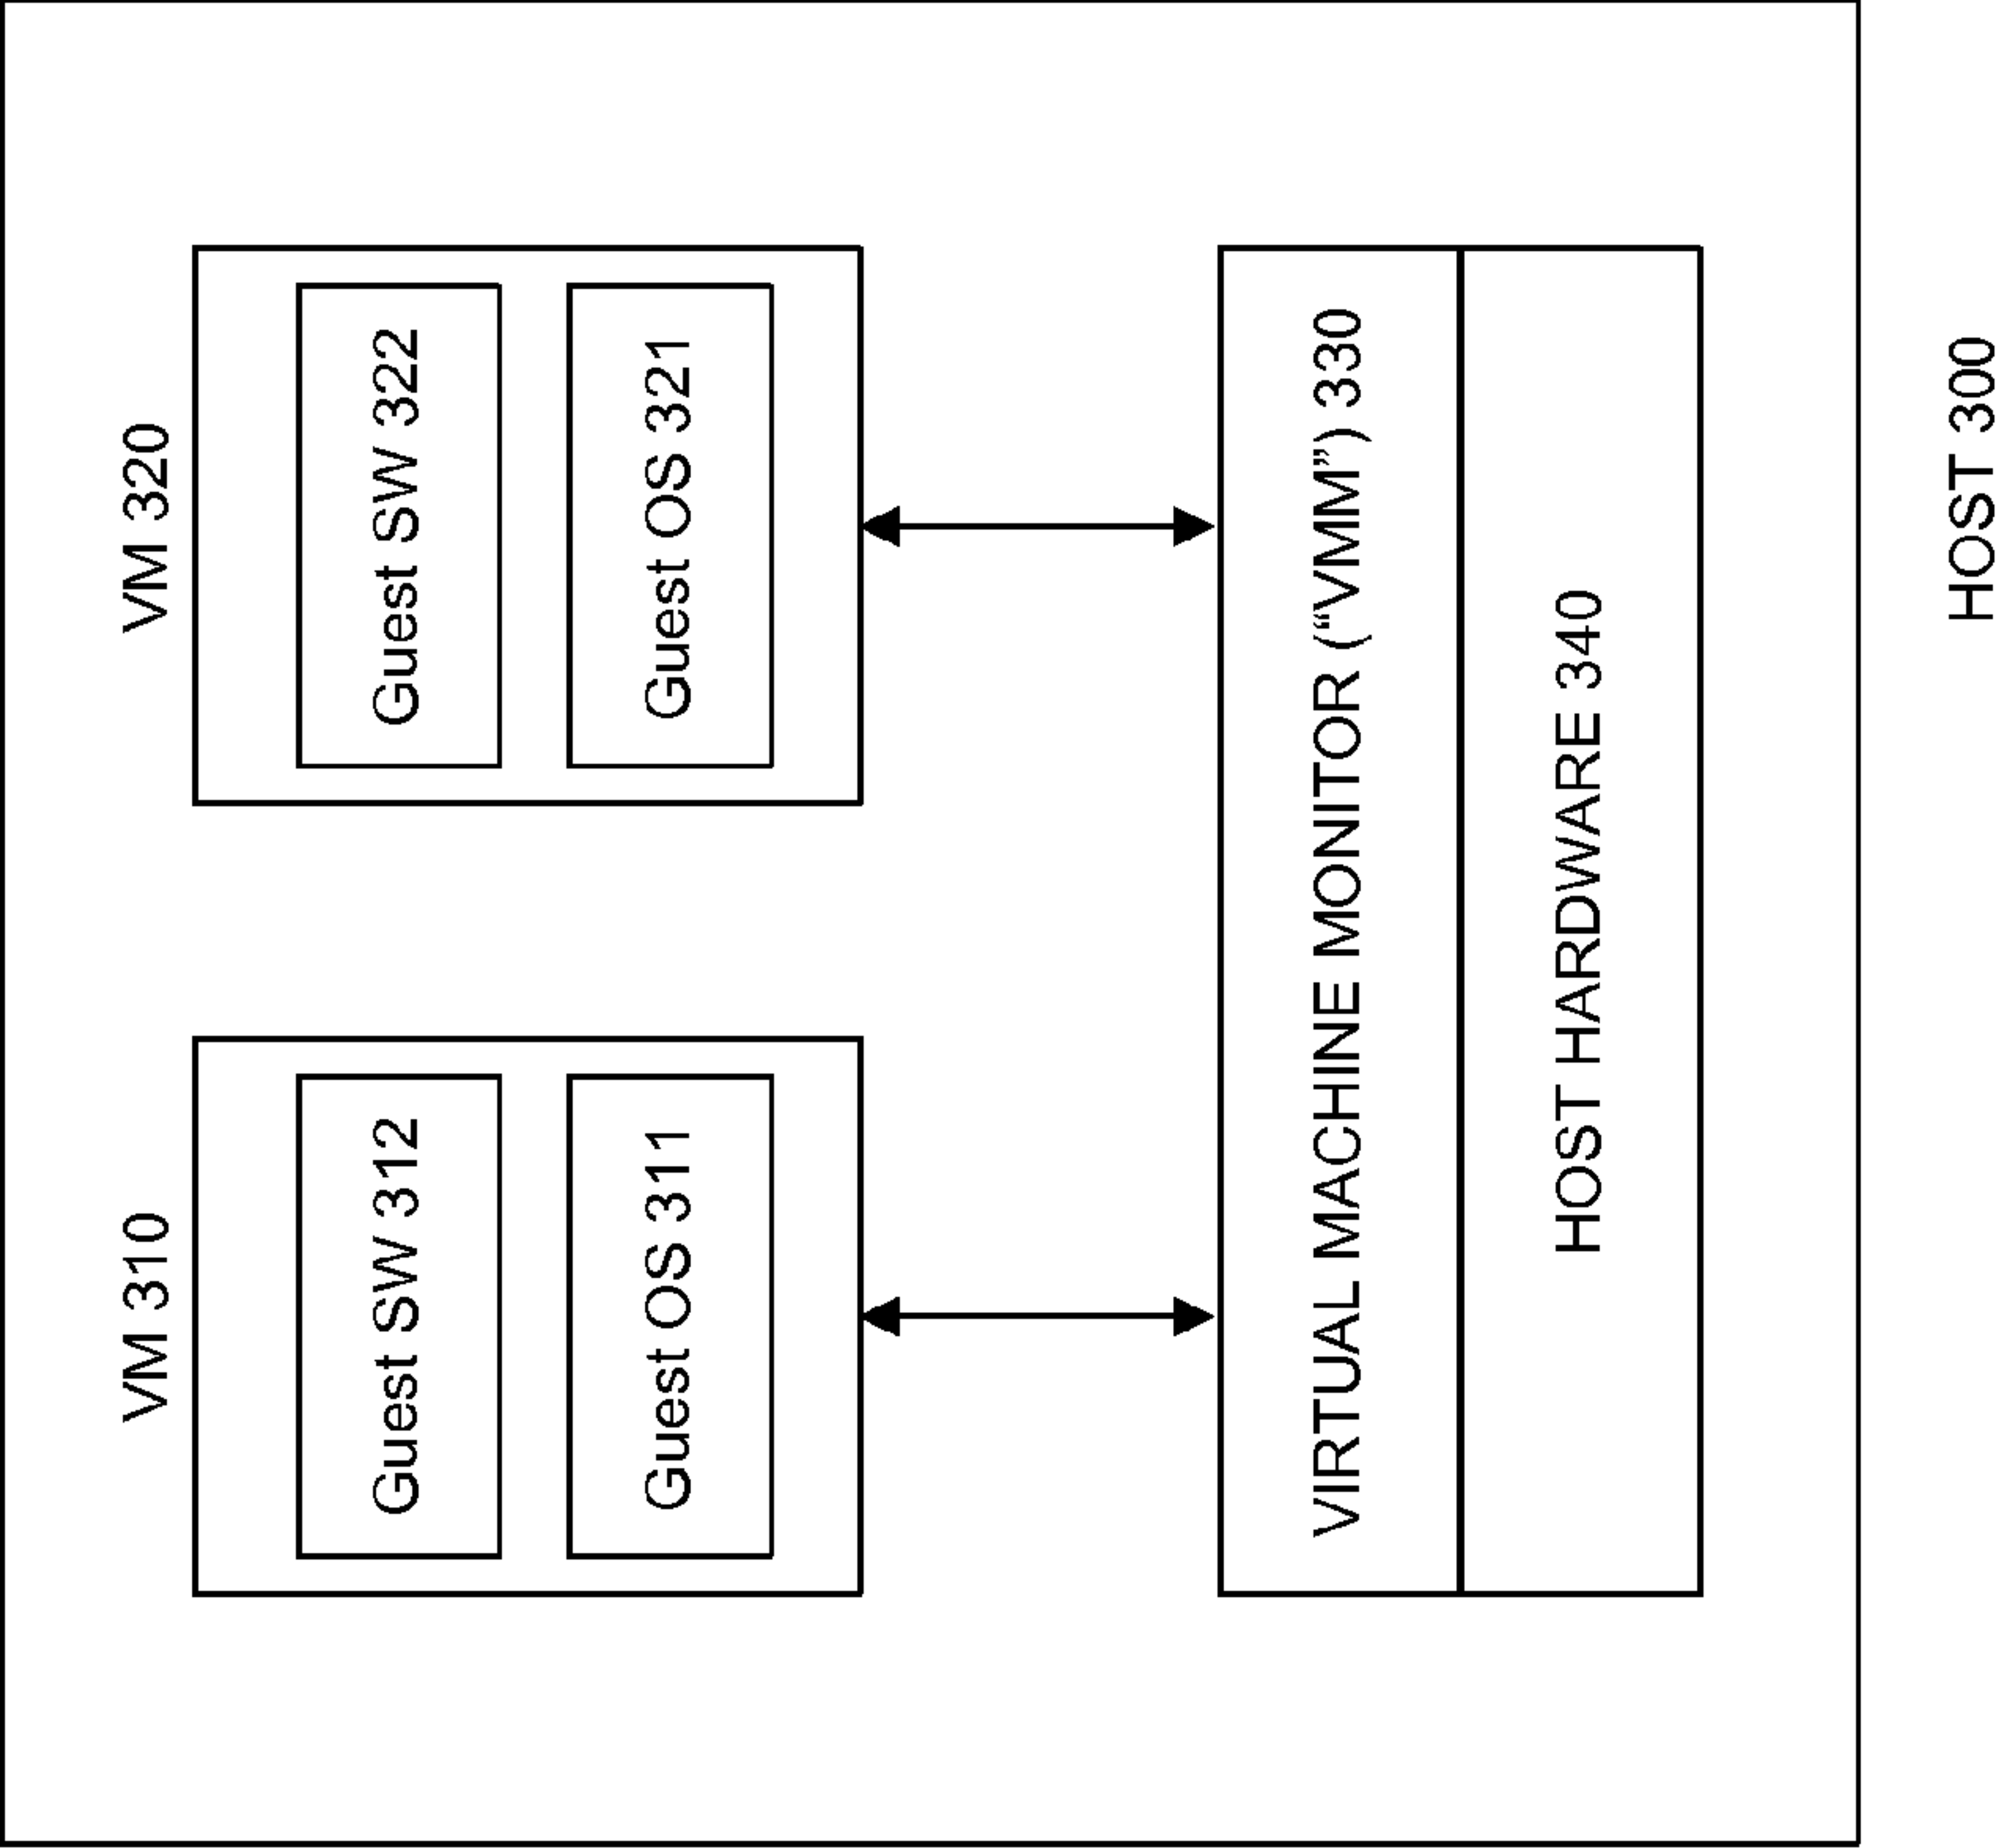 VM 310
VM 320
Guest SW 312
Guest SW 322
Guest OS 311
Guest OS 321
VIRTUAL MACHINE MONITOR (“VMM”) 330
HOST HARDWARE 340
HOST 300